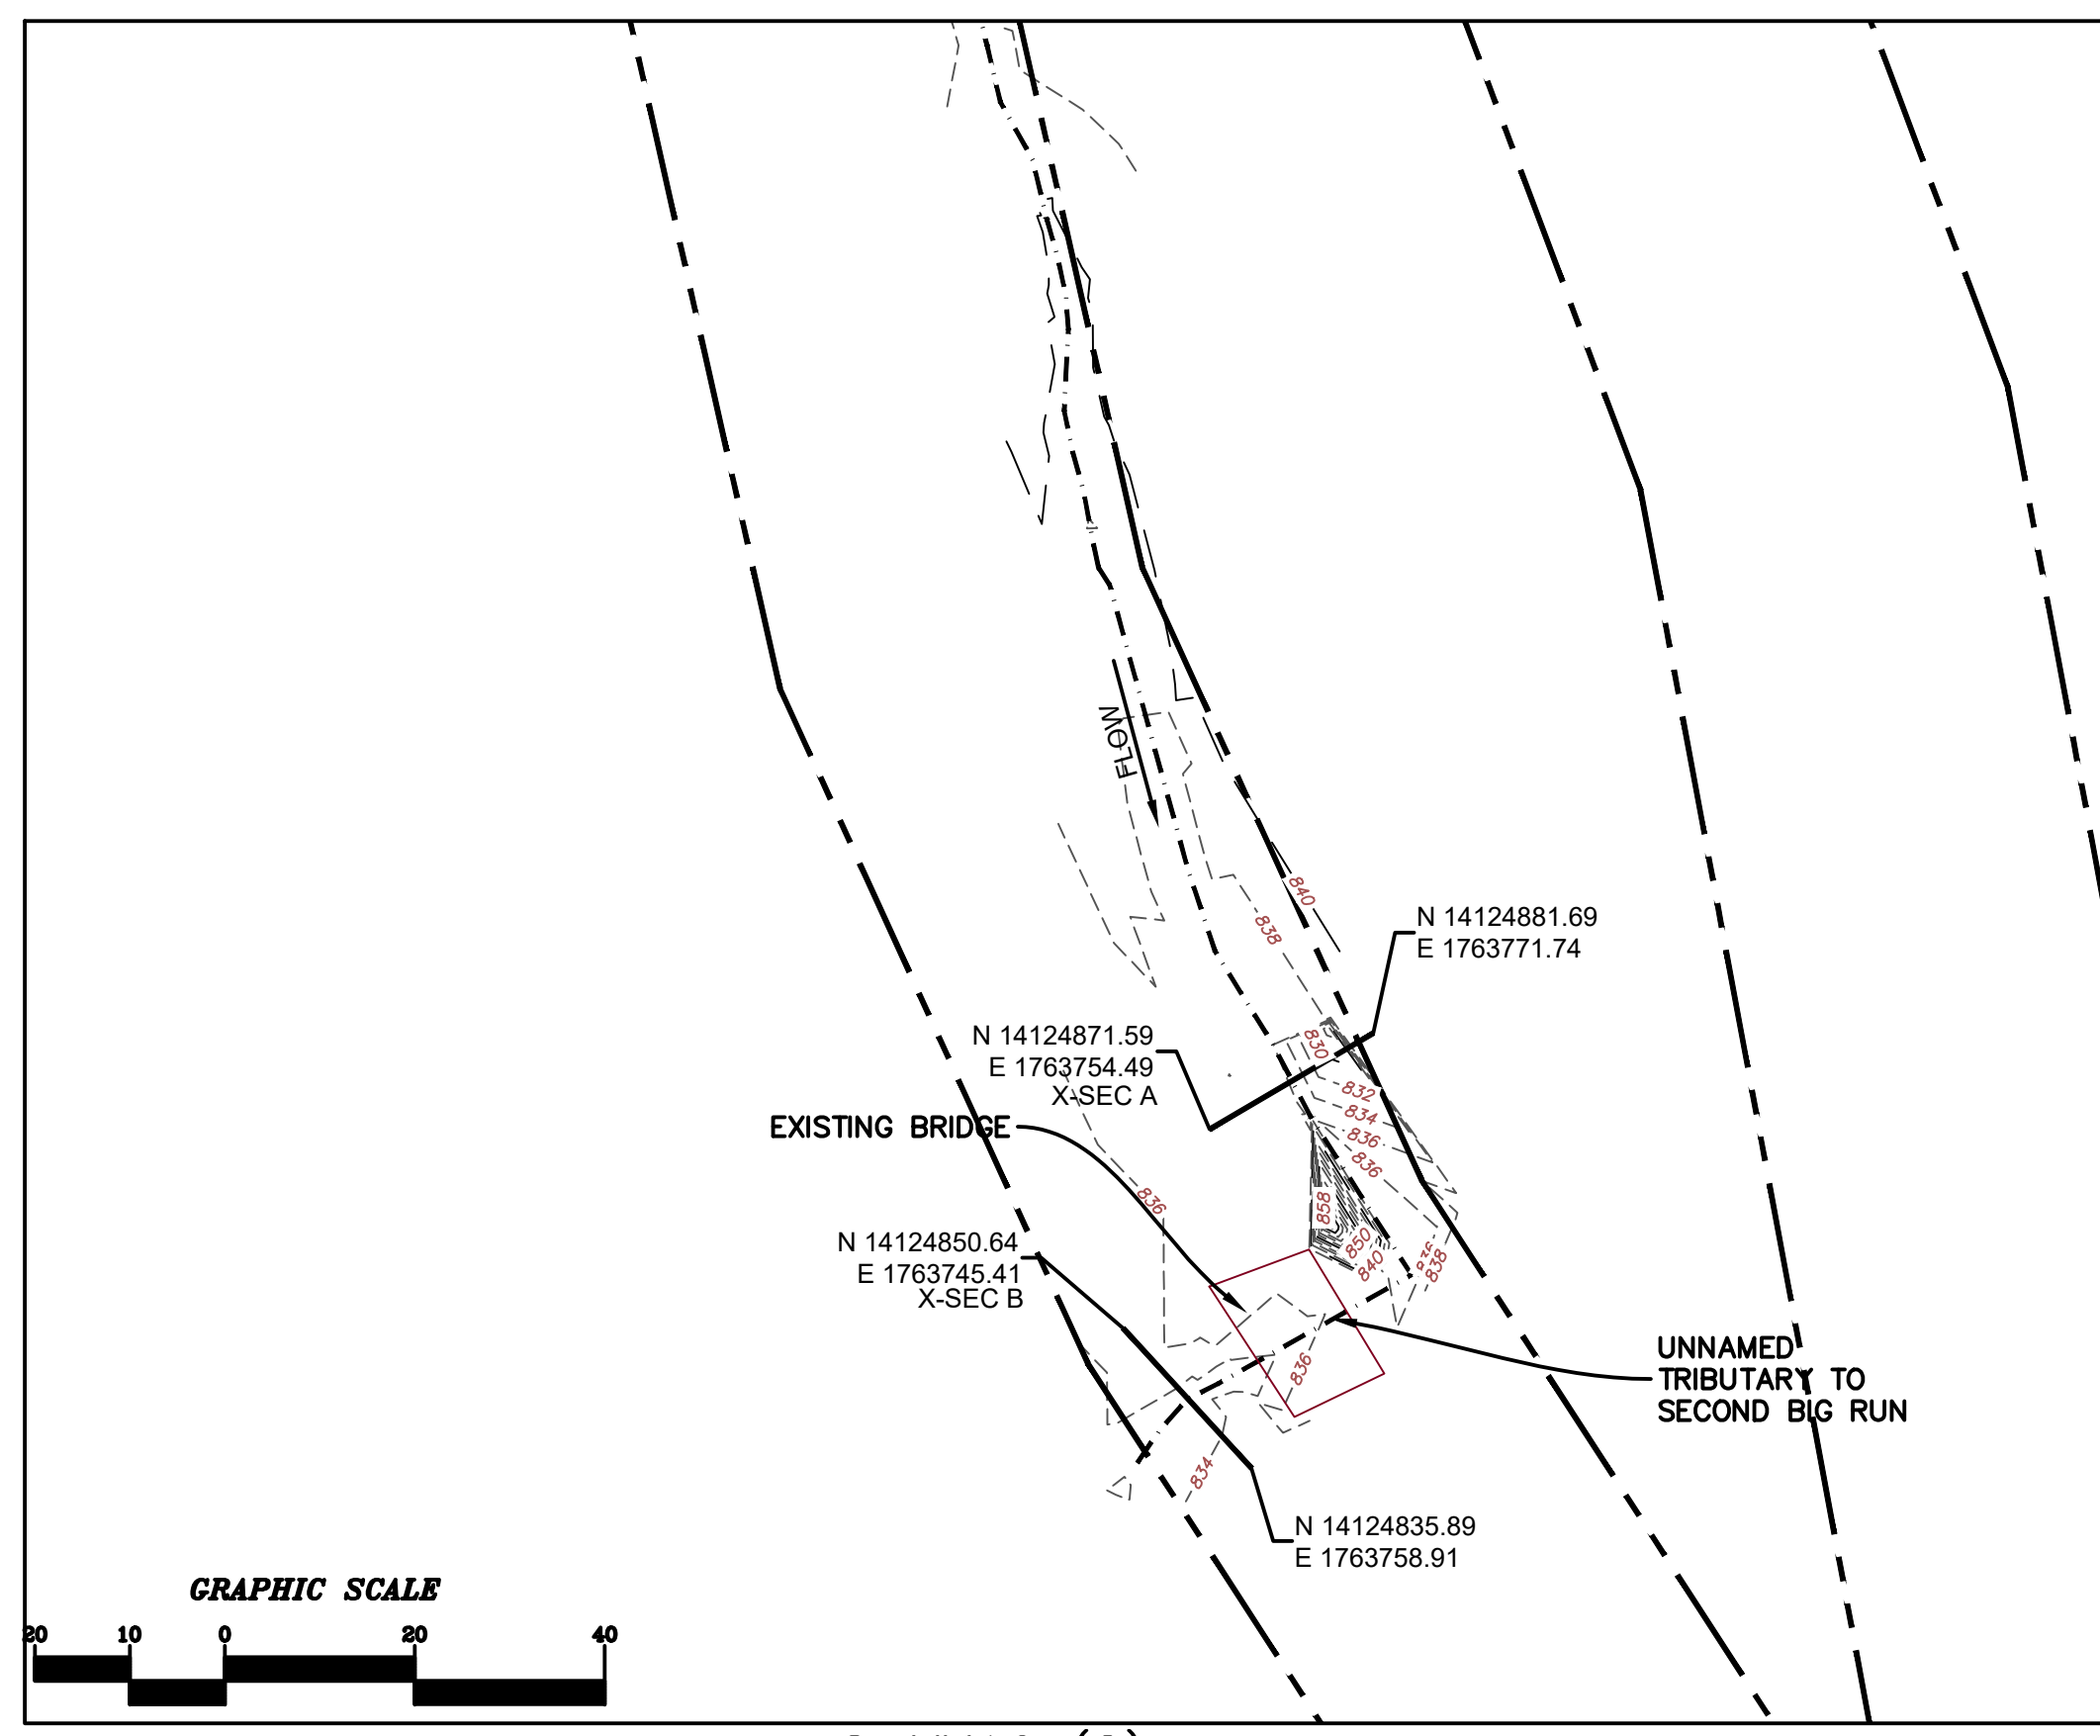 FLOW
840
838
N 14124881.69
E 1763771.74
830
N 14124871.59
E 1763754.49
X-SEC A
832
834
836
836
EXISTING BRIDGE
836
858
850
840
838
N 14124850.64
E 1763745.41
X-SEC B
836
UNNAMED
TRIBUTARY TO
SECOND BIG RUN
834
N 14124835.89
E 1763758.91
GRAPHIC SCALE
20 10 0 20 40